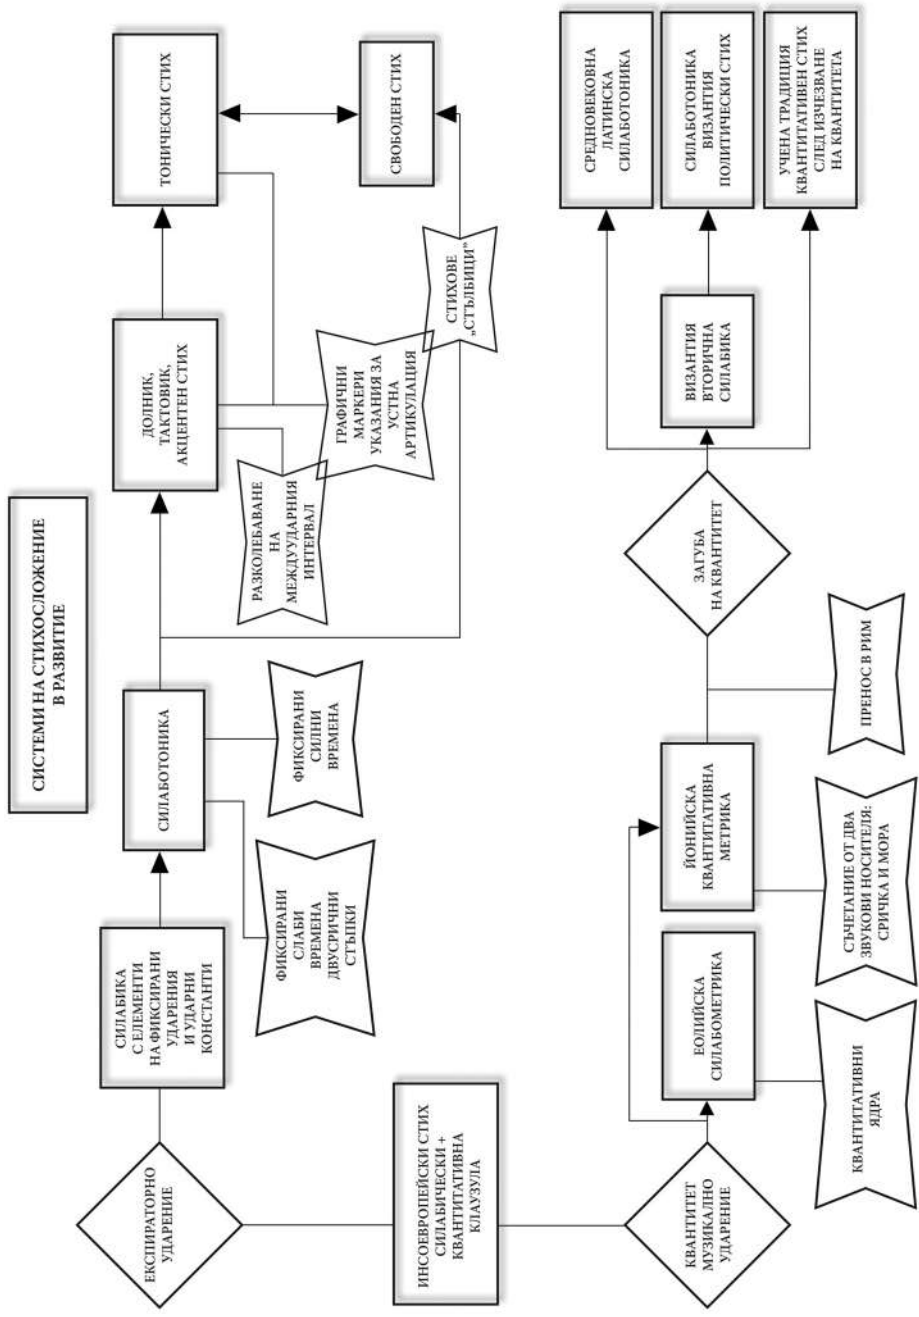 СИСТЕМИ НА СТИХОСЛОЖЕНИЕ
В РАЗВИТИЕ
ЕКСПИРАТОРНО
УДАРЕНИЕ
СИЛАБИКА
С ЕЛЕМЕНТИ
НА ФИКСИРАНИ
УДАРЕНИЯ
И УДАРНИ
КОНСТАНТИ
СИЛАБОТОНИКА
ДОЛНИК,
ТАКТОВИК,
АКЦЕНТЕН СТИХ
ТОНИЧЕСКИ СТИХ
ФИКСИРАНИ
СЛАБИ
ВРЕМЕНА
ДВУСРИЧНИ
СТЪПКИ
ФИКСИРАНИ
СИЛНИ
ВРЕМЕНА
РАЗКОЛЕБАВАНЕ
НА
МЕЖДУУДАРНИЯ
ИНТЕРВАЛ
ГРАФИЧНИ
МАРКЕРИ
УКАЗАНИЯ ЗА
УСТНА
АРТИКУЛАЦИЯ
СТИХОВЕ
„СТЪЛБИЦИ”
СВОБОДЕН СТИХ
ИНСОЕВРОПЕЙСКИ СТИХ
СИЛАБИЧЕСКИ +
КВАНТИТАТИВНА
КЛАУЗУЛА
КВАНТИТЕТ
МУЗИКАЛНО
УДАРЕНИЕ
ЕОЛИЙСКА
СИЛАБОМЕТРИКА
ЙОНИЙСКА
КВАНТИТАТИВНА
МЕТРИКА
ЗАГУБА
НА КВАНТИТЕТ
ВИЗАНТИЯ
ВТОРИЧНА
СИЛАБИКА
СРЕДНОВЕКОВНА
ЛАТИНСКА
СИЛАБОТОНИКА
СИЛАБОТОНИКА
ВИЗАНТИЯ
ПОЛИТИЧЕСКИ СТИХ
УЧЕНА ТРАДИЦИЯ
КВАНТИТАТИВЕН СТИХ
СЛЕД ИЗЧЕЗВАНЕ
НА КВАНТИТЕТА
КВАНТИТАТИВНИ
ЯДРА
СЪЧЕТАНИЕ ОТ ДВА
ЗВУКОВИ НОСИТЕЛЯ:
СРИЧКА И МОРА
ПРЕНОС В РИМ